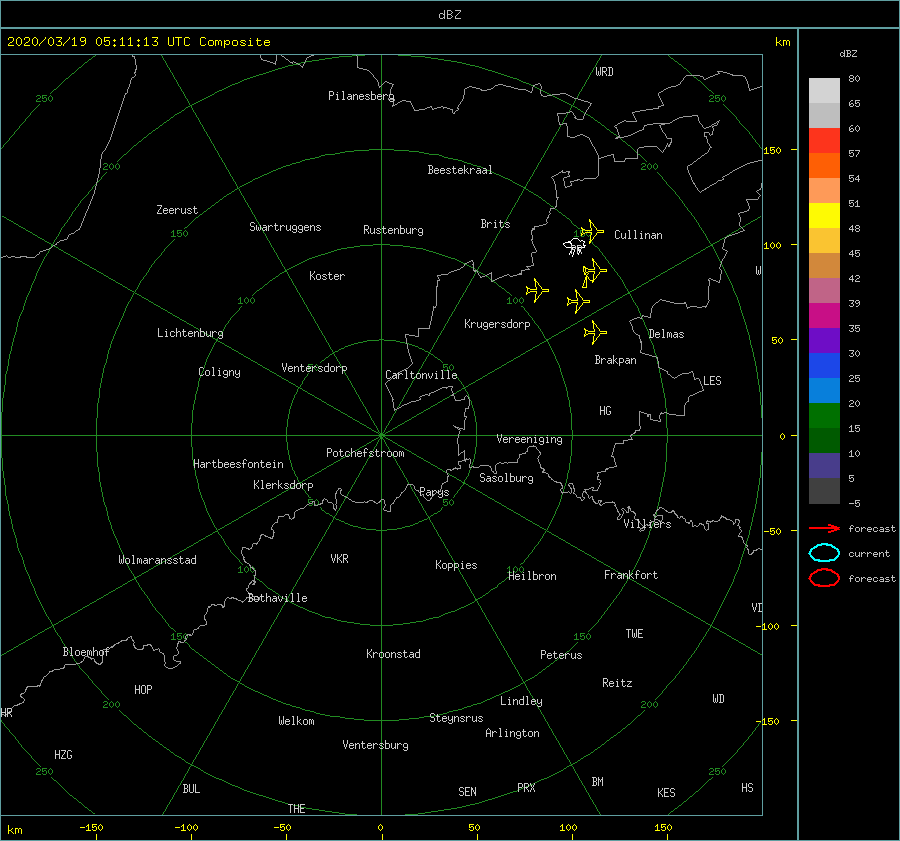 dBZ
2020/03/19 05:11:13 UTC Composite
km
dBZ
WRD
80
250
Pilanesberg
250
65
60
150
57
200
Beestekraal
200
54
Zeerust
51
Swartruggens
Brits
150
Rustenburg
Cullinan
48
100
45
W
Koster
42
100
100
39
Krugersdorp
35
Lichtenburg
Delmas
50
30
Brakpan
Coligny
Ventersdorp
50
Carltonville
50
LES
25
20
HG
15
Vereeniging
0
Potchefstroom
10
Hartbeesfontein
Sasolburg
5
Klerksdorp
Parys
50
50
-5
Villiers
forecast
-50
VKR
current
Wolmaransstad
Koppies
100
100
Heilbron
Frankfort
forecast
Bothaville
VI
-100
150
TWE
150
Bloemhof
Kroonstad
Peterus
HOP
Reitz
WD
200
Lindley
200
HR
Welkom
Steynsrus
-150
Arlington
Ventersburg
HZG
250
250
BUL
SEN
PRX
BM
KES
HS
THE
km
-150
-100
-50
0
50
100
150